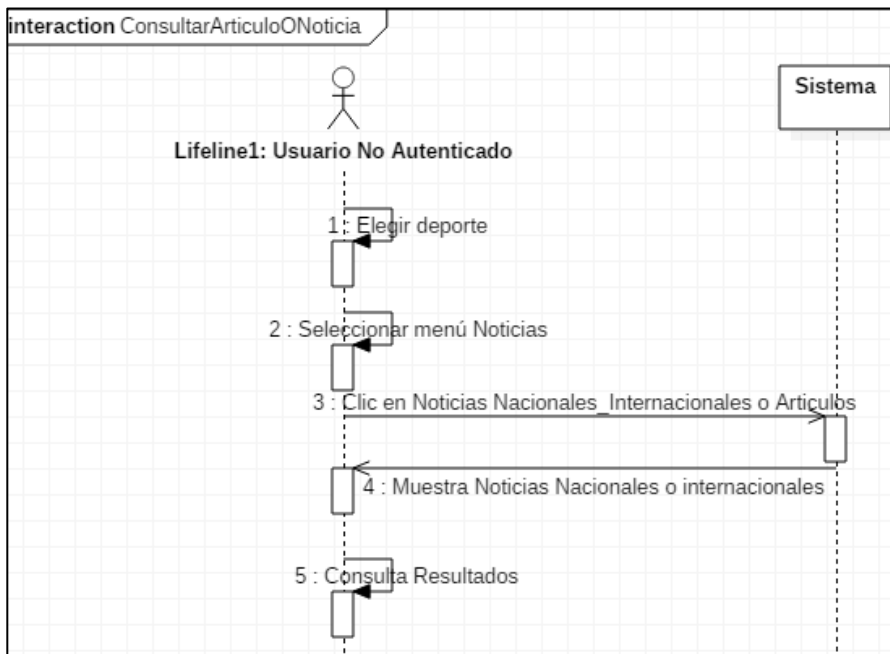 interaction ConsultarArticuloONoticia
Sistema
Lifeline1: Usuario No Autenticado
1 : Elegir deporte
2 : Seleccionar menú Noticias
3 : Clic en Noticias Nacionales_Internacionales o Articulos
4 : Muestra Noticias Nacionales o internacionales
5 : Consulta Resultados